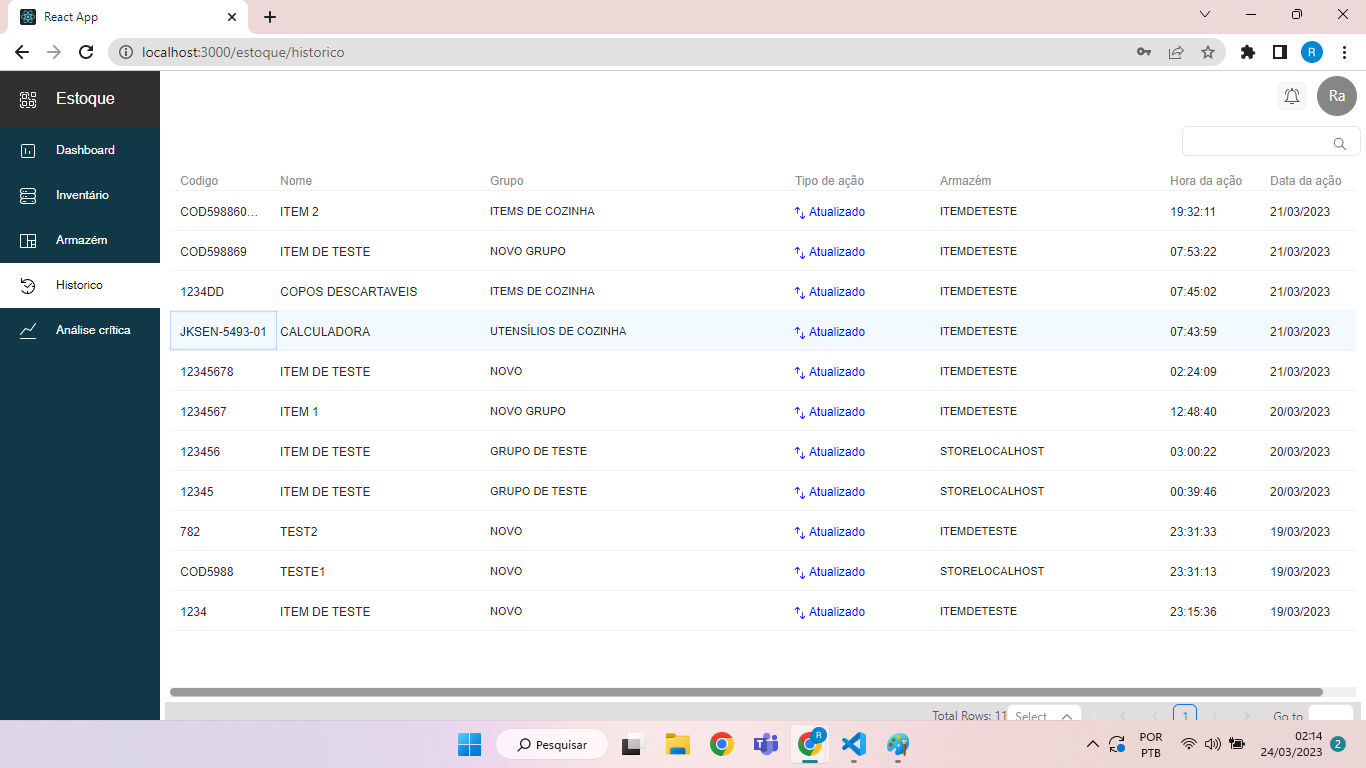 React App
localhost:3000/estoque/historico
R
Estoque
Ra
Dashboard
Inventário
Armazém
Historico
Análise crítica
Codigo Nome Grupo Tipo de ação Armazém Hora da ação Data da ação
COD598860... ITEM 2 ITEMS DE COZINHA Atualizado ITEMDETESTE 19:32:11 21/03/2023
COD598869 ITEM DE TESTE NOVO GRUPO Atualizado ITEMDETESTE 07:53:22 21/03/2023
1234DD COPOS DESCARTAVEIS ITEMS DE COZINHA Atualizado ITEMDETESTE 07:45:02 21/03/2023
JKSEN-5493-01 CALCULADORA UTENSÍLIOS DE COZINHA Atualizado ITEMDETESTE 07:43:59 21/03/2023
12345678 ITEM DE TESTE NOVO Atualizado ITEMDETESTE 02:24:09 21/03/2023
1234567 ITEM 1 NOVO GRUPO Atualizado ITEMDETESTE 12:48:40 20/03/2023
123456 ITEM DE TESTE GRUPO DE TESTE Atualizado STORELOCALHOST 03:00:22 20/03/2023
12345 ITEM DE TESTE GRUPO DE TESTE Atualizado STORELOCALHOST 00:39:46 20/03/2023
782 TEST2 NOVO Atualizado ITEMDETESTE 23:31:33 19/03/2023
COD5988 TESTE1 NOVO Atualizado STORELOCALHOST 23:31:13 19/03/2023
1234 ITEM DE TESTE NOVO Atualizado ITEMDETESTE 23:15:36 19/03/2023
Total Rows: 11 Select 1 Go to
Pesquisar
R
POR
PTB
02:14
24/03/2023
2